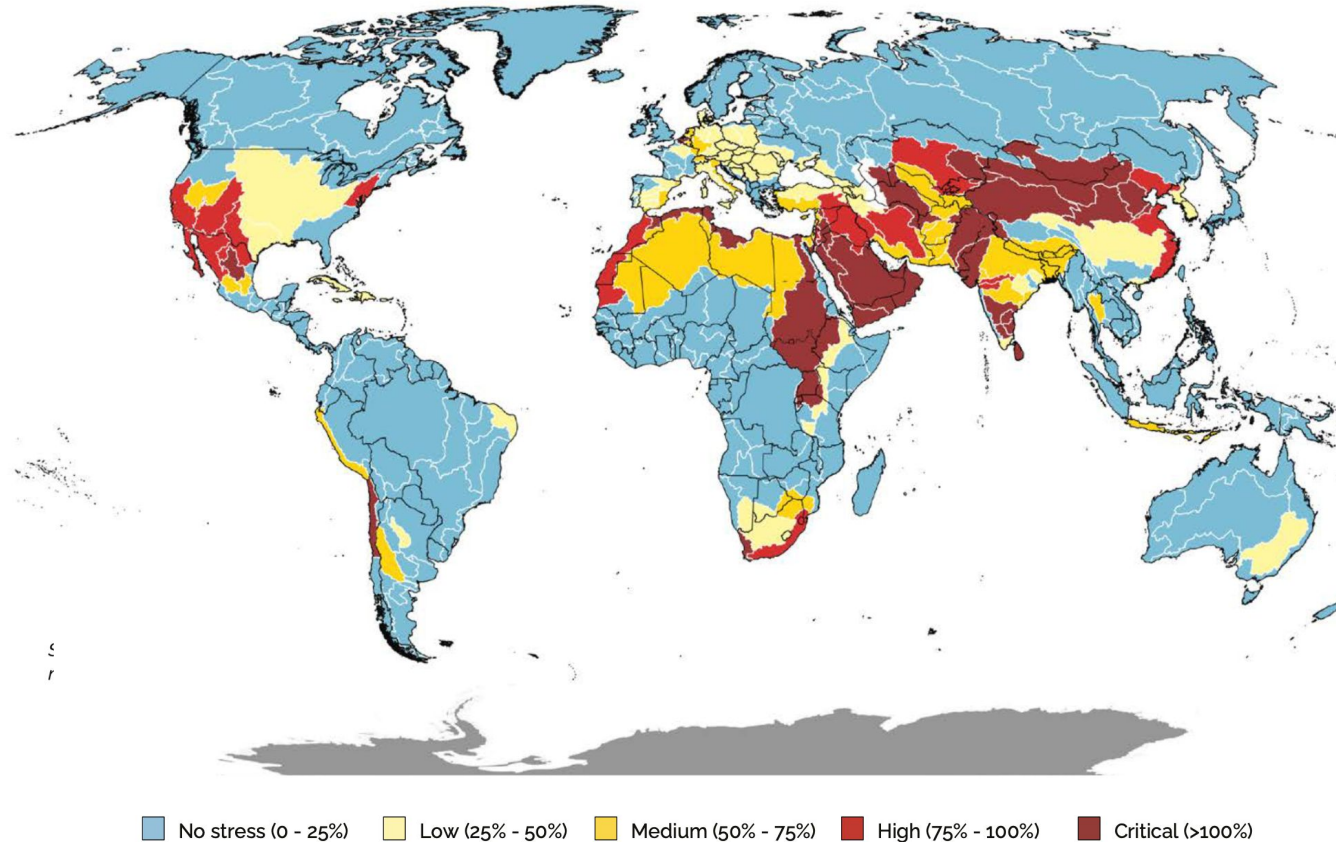 No stress (0 - 25%)
Low (25% - 50%)
Medium (50% - 75%)
High (75% - 100%)
Critical (>100%)